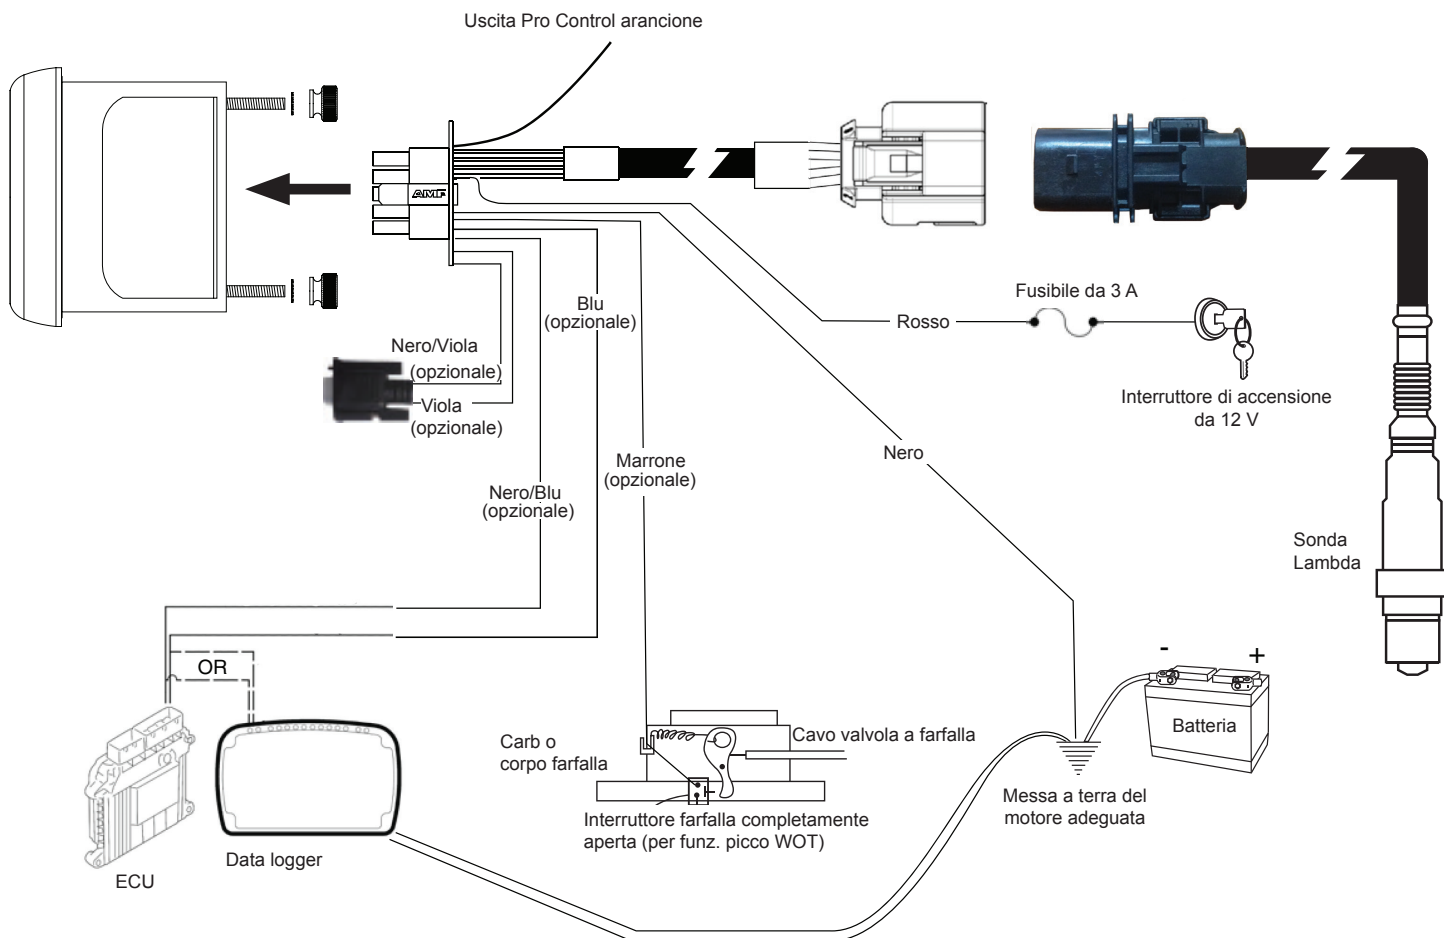 Uscita Pro Control arancione
AMP
Fusibile da 3 A
Rosso
Interruttore di accensione
da 12 V
Blu
(opzionale)
Nero/Viola
(opzionale)
Viola
(opzionale)
Nero
Marrone
(opzionale)
Nero/Blu
(opzionale)
Sonda
Lambda
OR
- +
Batteria
Carb o
corpo farfalla
Cavo valvola a farfalla
Messa a terra del
motore adeguata
Interruttore farfalla completamente
aperta (per funz. picco WOT)
Data logger
ECU